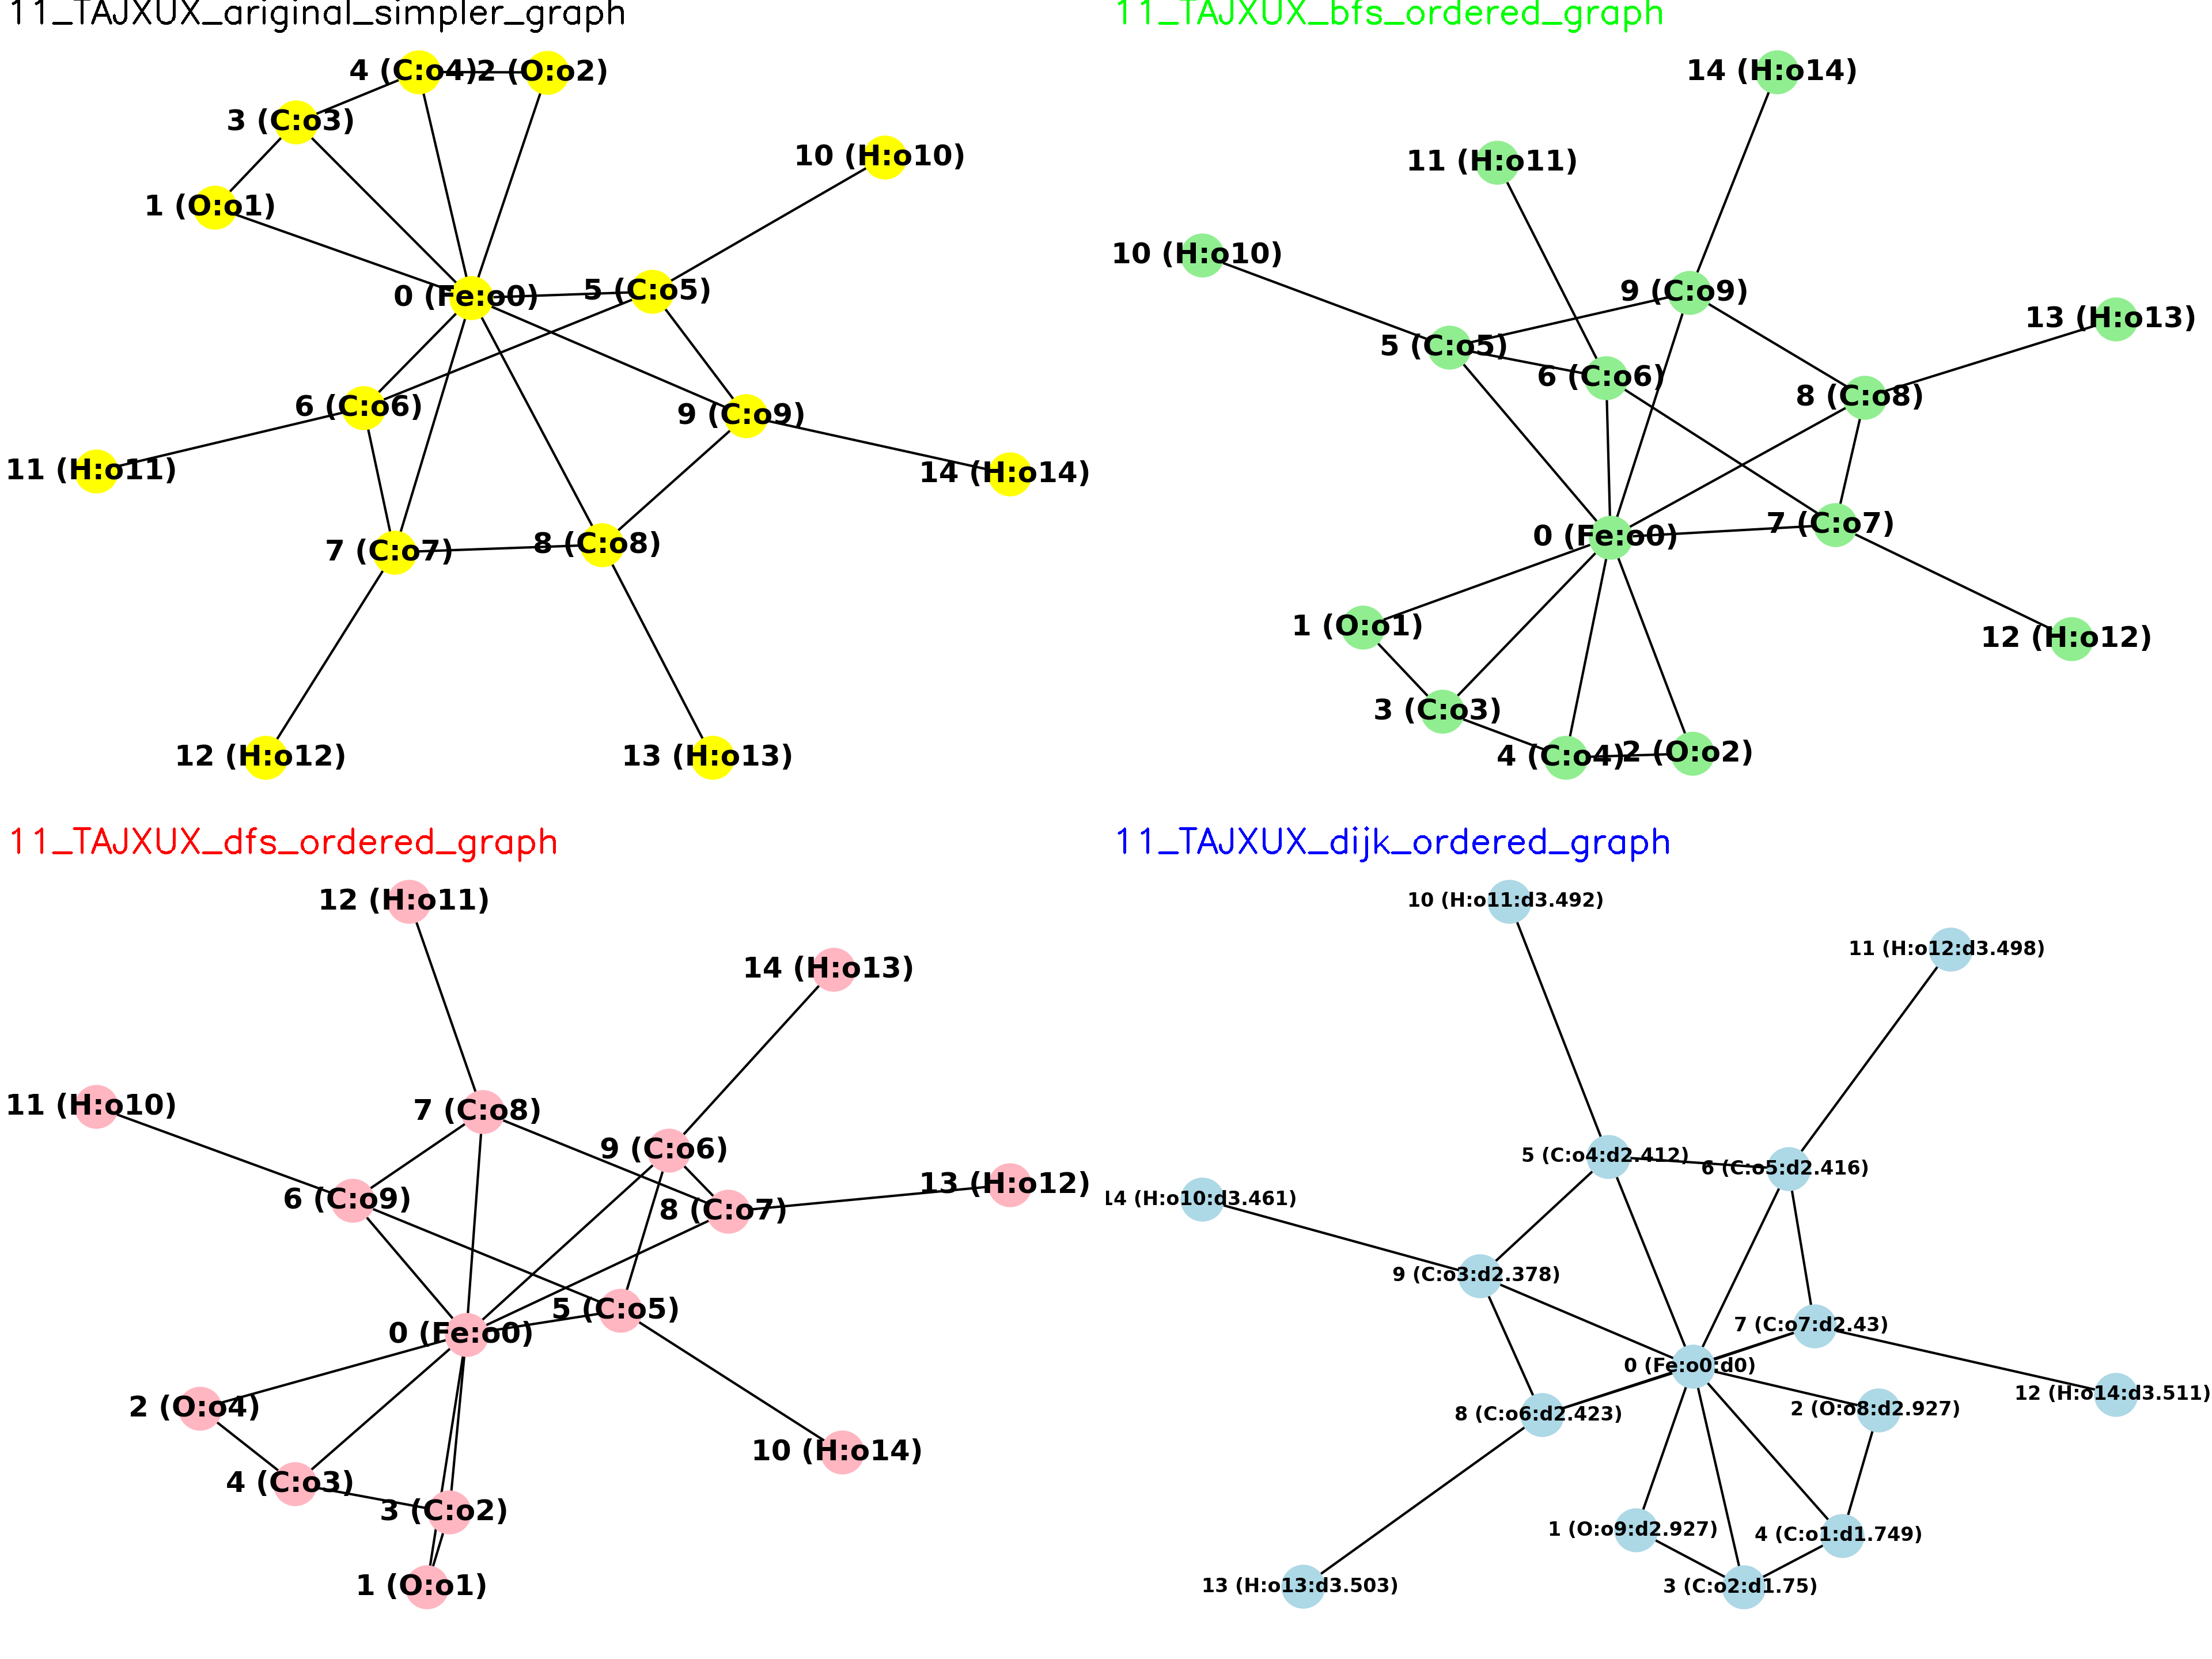 11_TAJXUX_ariginal_simpler_graph
4 (C:o4)
2 (O:o2)
3 (C:o3)
10 (H:o10)
1 (O:o1)
0 (Fe:o0)
5 (C:o5)
6 (C:o6)
9 (C:o9)
11 (H:o11)
14 (H:o14)
7 (C:o7)
8 (C:o8)
12 (H:o12)
13 (H:o13)
11_TAJXUX_bfs_ordered_graph
14 (H:o14)
11 (H:o11)
10 (H:o10)
9 (C:o9)
13 (H:o13)
5 (C:o5)
6 (C:o6)
8 (C:o8)
7 (C:o7)
0 (Fe:o0)
1 (O:o1)
12 (H:o12)
3 (C:o3)
4 (C:o4)
2 (O:o2)
11_TAJXUX_dfs_ordered_graph
12 (H:o11)
14 (H:o13)
11 (H:o10)
7 (C:o8)
9 (C:o6)
13 (H:o12)
6 (C:o9)
8 (C:o7)
5 (C:o5)
0 (Fe:o0)
2 (O:o4)
10 (H:o14)
4 (C:o3)
3 (C:o2)
1 (O:o1)
11_TAJXUX_dijk_ordered_graph
10 (H:o11:d3.492)
11 (H:o12:d3.498)
5 (C:o4:d2.412)
6 (C:o5:d2.416)
14 (H:o10:d3.461)
9 (C:o3:d2.378)
7 (C:o7:d2.43)
0 (Fe:o0:d0)
12 (H:o14:d3.511)
8 (C:o6:d2.423)
2 (O:o8:d2.927)
1 (O:o9:d2.927)
4 (C:o1:d1.749)
13 (H:o13:d3.503)
3 (C:o2:d1.75)